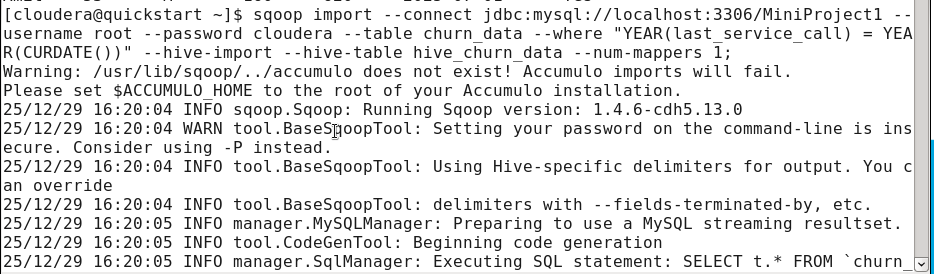 [cloudera@quickstart ~]$ sqoop import --connect jdbc:mysql://localhost:3306/MiniProject1 --
username root --password cloudera --table churn_data --where "YEAR(last_service_call) = YEA
R(CURDATE())" --hive-import --hive-table hive_churn_data --num-mappers 1;
Warning: /usr/lib/sqoop/../accumulo does not exist! Accumulo imports will fail.
Please set $ACCUMULO_HOME to the root of your Accumulo installation.
25/12/29 16:20:04 INFO sqoop.Sqoop: Running Sqoop version: 1.4.6-cdh5.13.0
25/12/29 16:20:04 WARN tool.BaseSqoopTool: Setting your password on the command-line is ins
ecure. Consider using -P instead.
25/12/29 16:20:04 INFO tool.BaseSqoopTool: Using Hive-specific delimiters for output. You c
an override
25/12/29 16:20:04 INFO tool.BaseSqoopTool: delimiters with --fields-terminated-by, etc.
25/12/29 16:20:05 INFO manager.MySQLManager: Preparing to use a MySQL streaming resultset.
25/12/29 16:20:05 INFO tool.CodeGenTool: Beginning code generation
25/12/29 16:20:05 INFO manager.SqlManager: Executing SQL statement: SELECT t.* FROM `churn_